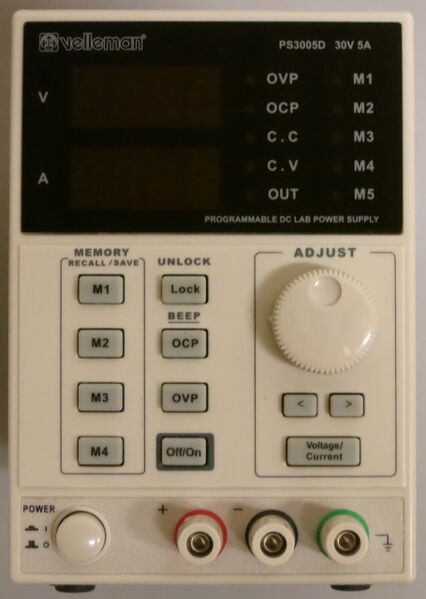 velleman®
PS3005D 30V 5A
V
A
OVP M1
OCP M2
C.C M3
C.V M4
OUT M5
PROGRAMMABLE DC LAB POWER SUPPLY
MEMORY
RECALL/SAVE
M1
M2
M3
M4
UNLOCK
Lock
BEEP
OCP
OVP
Off/On
ADJUST
< >
Voltage/
Current
POWER
I
O
+ −